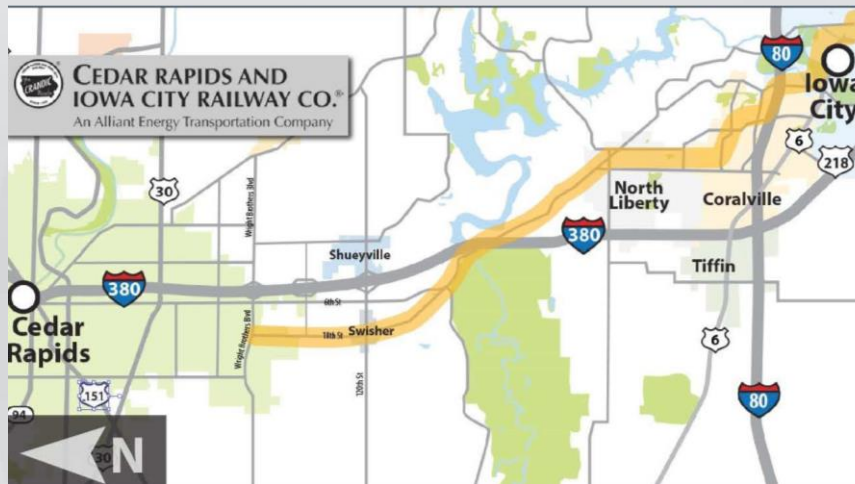 CRANDIC
CEDAR RAPIDS AND
IOWA CITY RAILWAY CO.®
An Alliant Energy Transportation Company
80
Iowa
City
6
218
30
Wright Brothers Blvd
North
Liberty
Coralville
380
Shueyville
Tiffin
380
6th St
Cedar
Rapids
Wright Brothers Blvd
18th St
Swisher
6
120th St
151
80
94
30
N